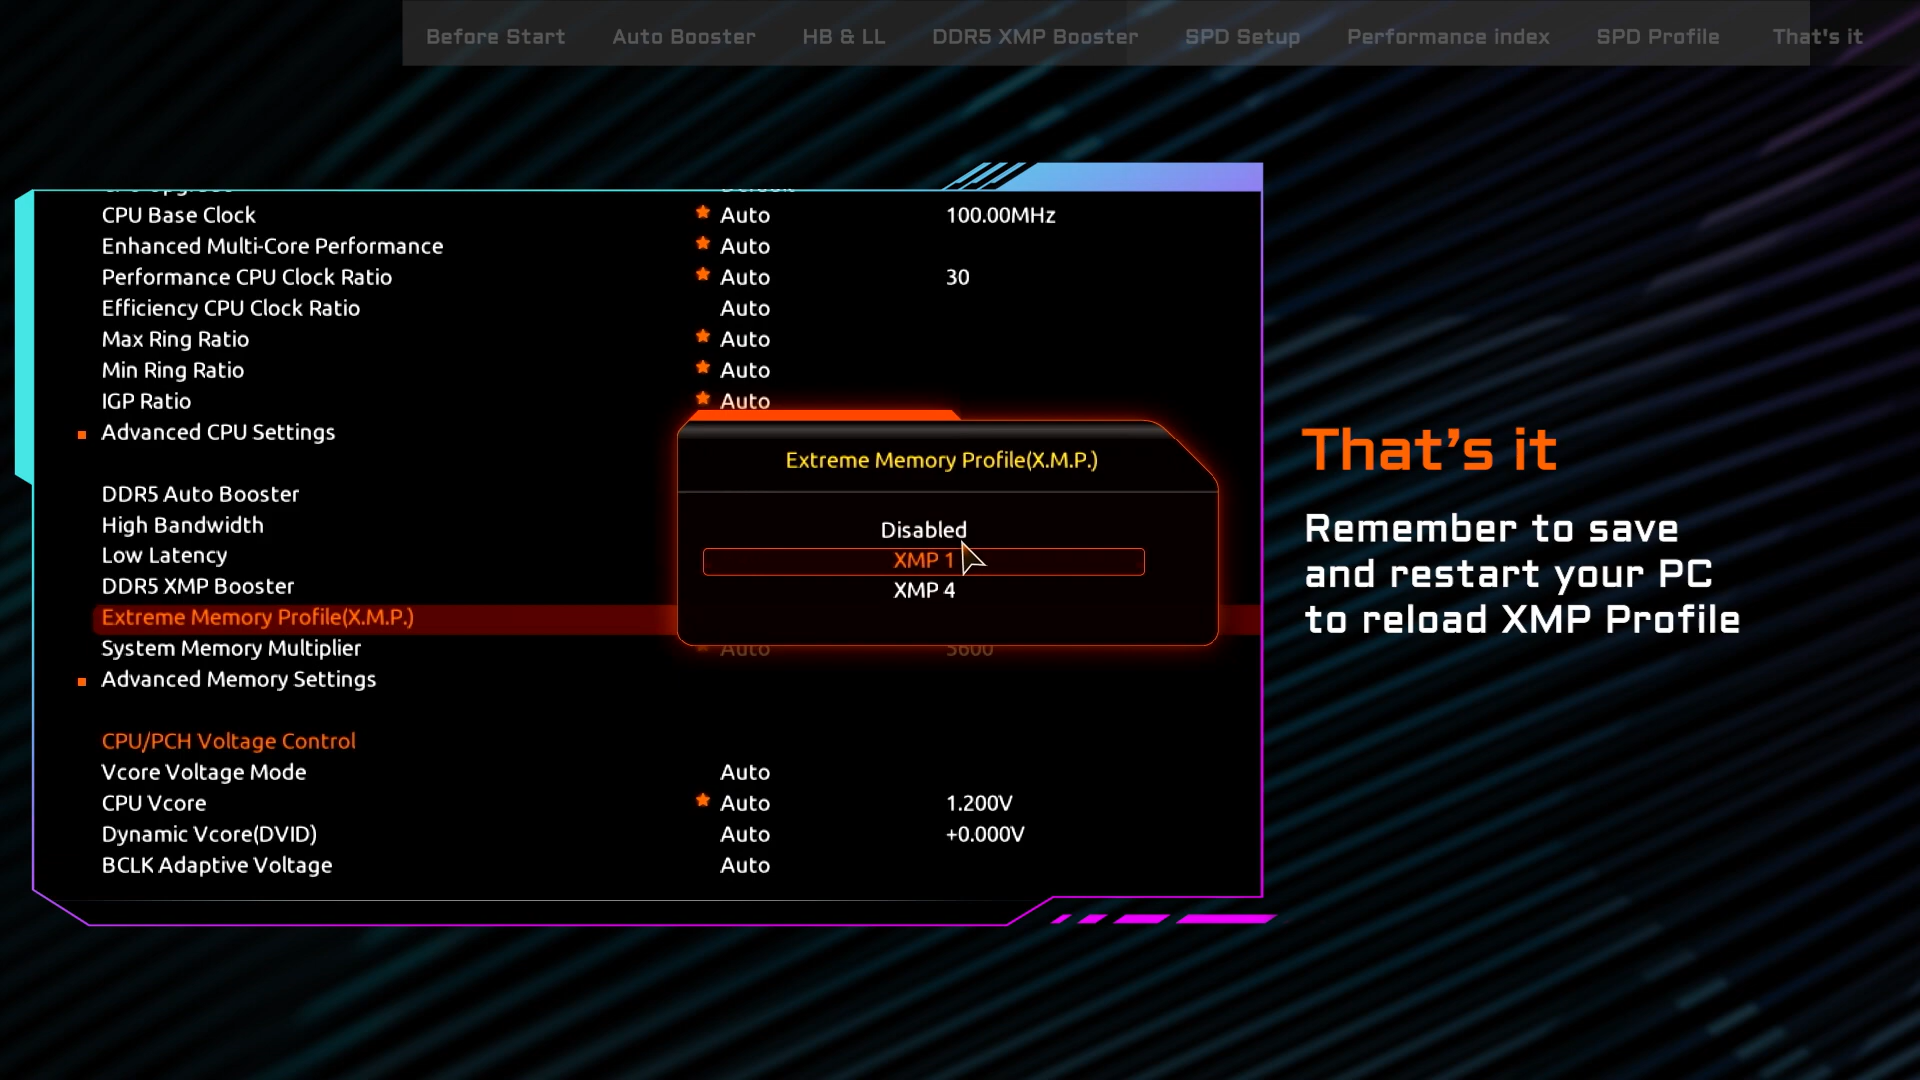 Before Start Auto Booster HB & LL DDR5 XMP Booster SPD Setup Performance index SPD Profile That's it
CPU Base Clock Auto 100.00MHz
Enhanced Multi-Core Performance Auto
Performance CPU Clock Ratio Auto 30
Efficiency CPU Clock Ratio Auto
Max Ring Ratio Auto
Min Ring Ratio Auto
IGP Ratio Auto
Advanced CPU Settings
DDR5 Auto Booster
High Bandwidth
Low Latency
DDR5 XMP Booster
Extreme Memory Profile(X.M.P.)
System Memory Multiplier Auto 5600
Advanced Memory Settings
CPU/PCH Voltage Control
Vcore Voltage Mode Auto
CPU Vcore Auto 1.200V
Dynamic Vcore(DVID) Auto +0.000V
BCLK Adaptive Voltage Auto
Extreme Memory Profile(X.M.P.)
Disabled
XMP 1
XMP 4
That's it
Remember to save
and restart your PC
to reload XMP Profile